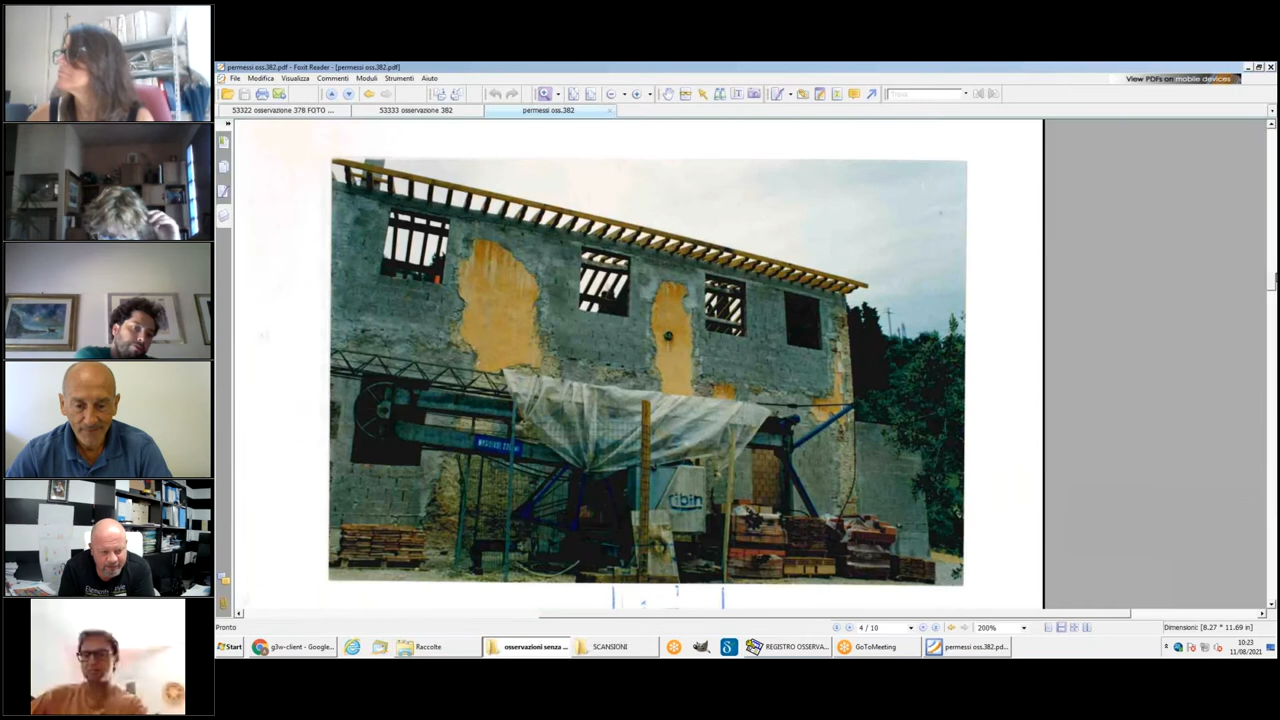 permessi oss.382.pdf - Foxit Reader - [permessi oss.382.pdf]
File Modifica Visualizza Commenti Moduli Strumenti Aiuto
View PDFs on mobile devices
Trova
53322 osservazione 378 FOTO ... 53333 osservazione 382 permessi oss.382
ribin
Pronto
4 / 10
200%
Dimensioni: [8.27 * 11.69 in]
Start
g3w-client - Google...
Raccolte
osservazioni senza ...
SCANSIONI
REGISTRO OSSERVA...
GoToMeeting
permessi oss.382.pd...
10:23
11/08/2021